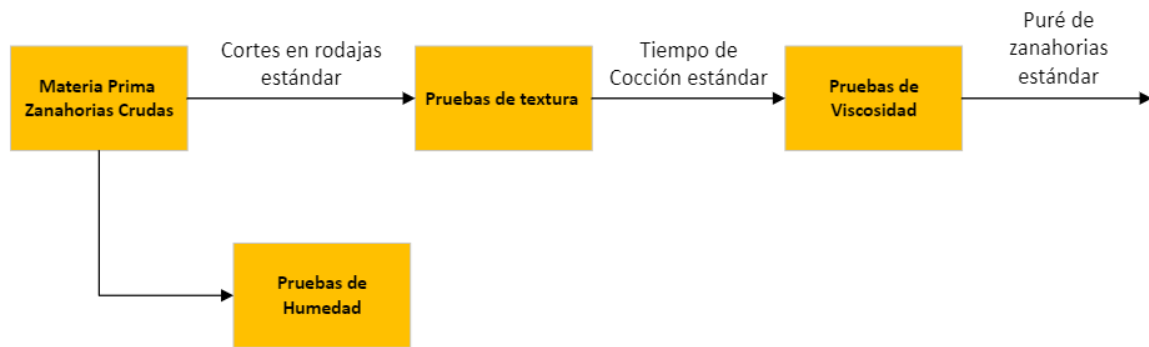 Materia Prima
Zanahorias Crudas
Cortes en rodajas
estándar
Pruebas de textura
Tiempo de
Cocción estándar
Pruebas de
Viscosidad
Puré de
zanahorias
estándar
Pruebas de
Humedad